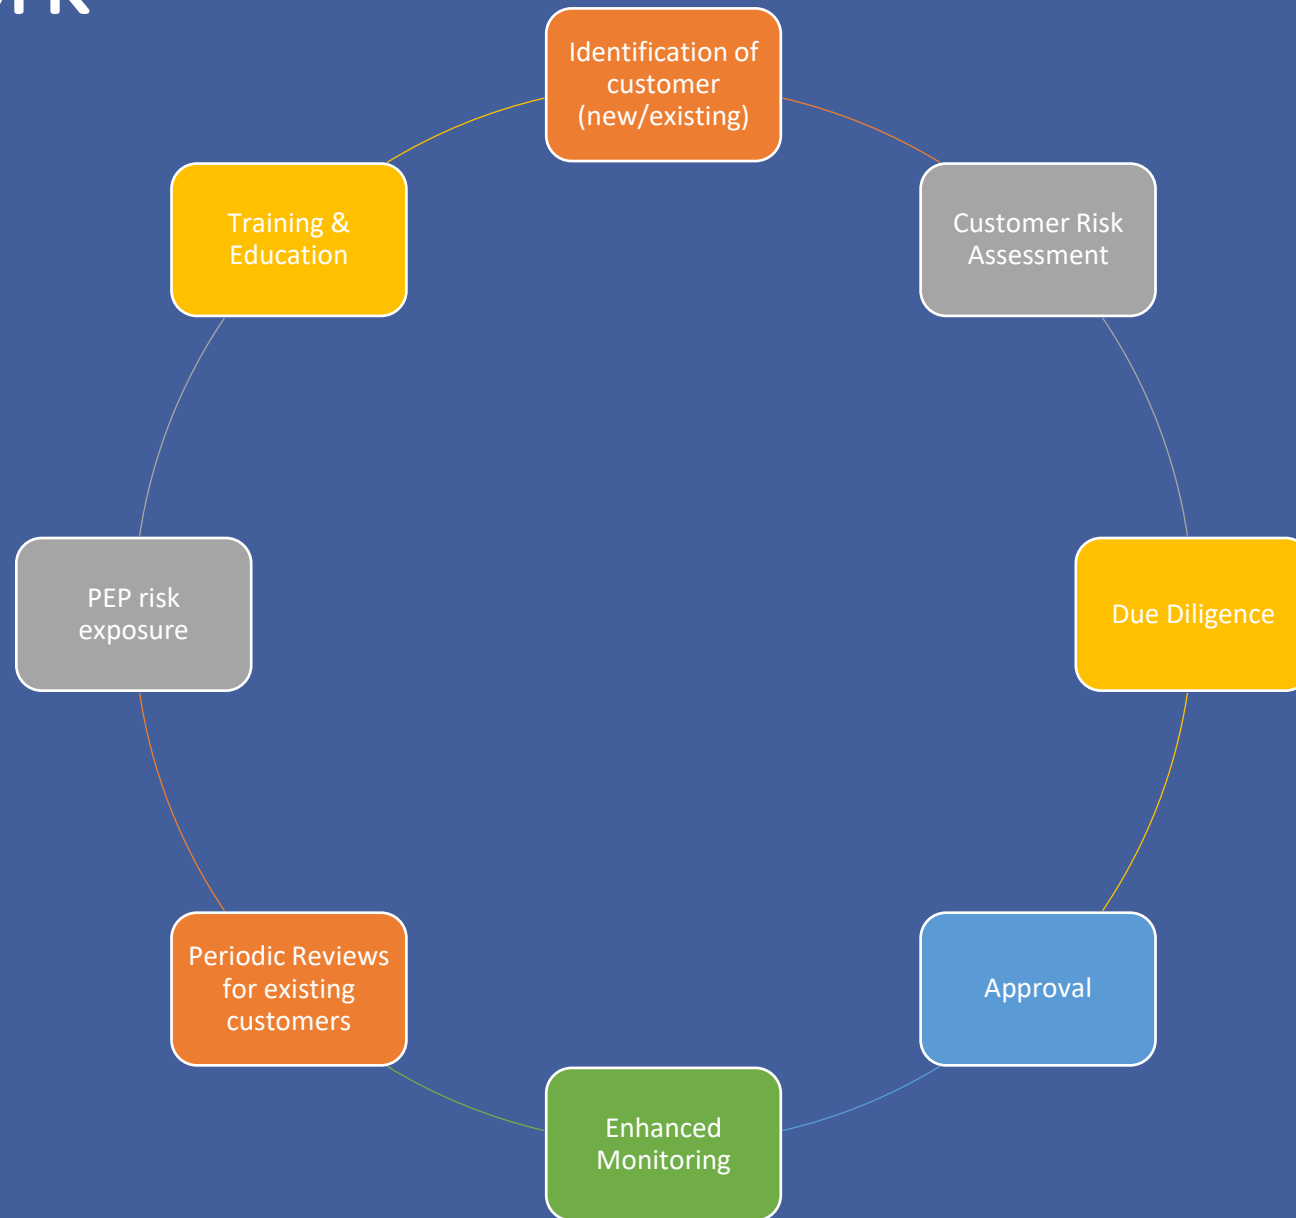 Identification of
customer
(new/existing)
Customer Risk
Assessment
Due Diligence
Approval
Enhanced
Monitoring
Periodic Reviews
for existing
customers
PEP risk
exposure
Training &
Education